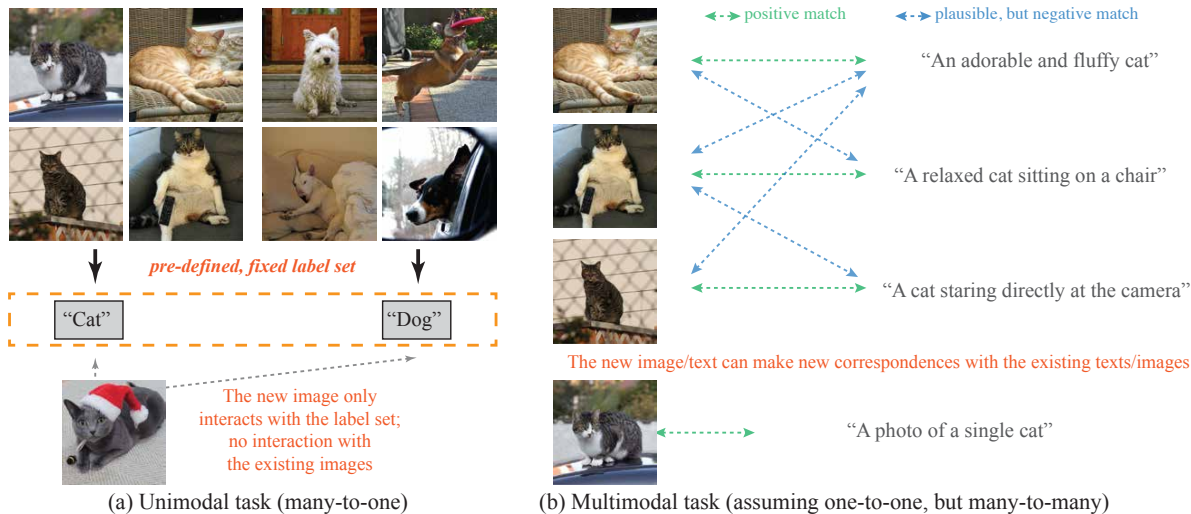 pre-defined, fixed label set
“Cat”
“Dog”
The new image only
interacts with the label set;
no interaction with
the existing images
(a) Unimodal task (many-to-one)
positive match
plausible, but negative match
“An adorable and fluffy cat”
“A relaxed cat sitting on a chair”
“A cat staring directly at the camera”
The new image/text can make new correspondences with the existing texts/images
“A photo of a single cat”
(b) Multimodal task (assuming one-to-one, but many-to-many)